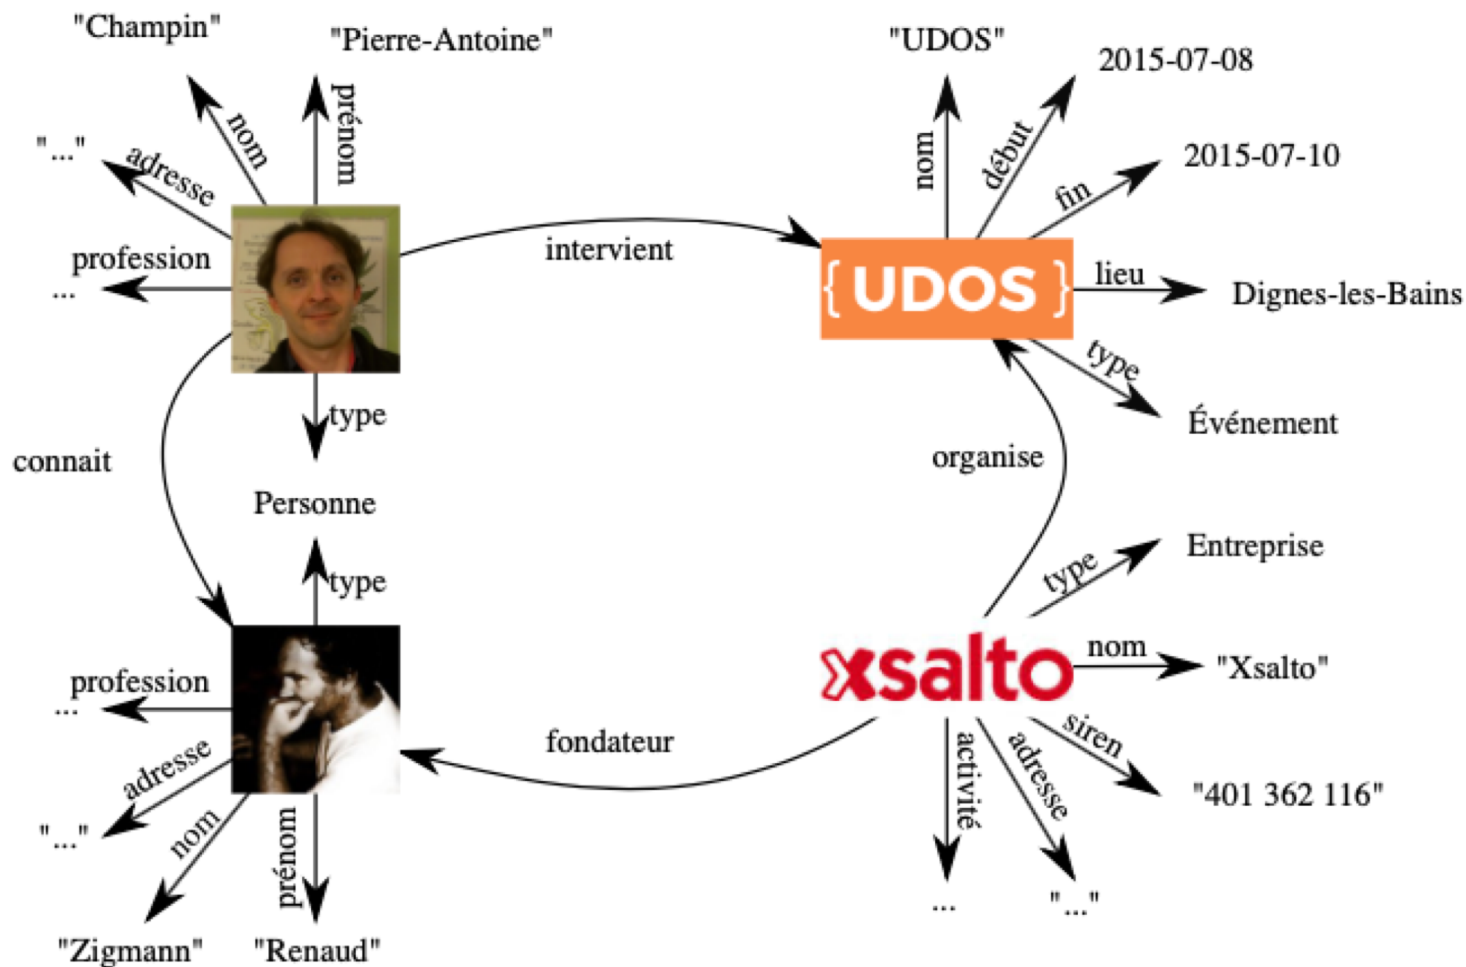 "Champin"
"Pierre-Antoine"
"UDOS"
2015-07-08
nom
prénom
nom
début
2015-07-10
"..."
adresse
fin
profession
...
intervient
{ UDOS }
lieu
Dignes-les-Bains
type
type
Événement
connait
organise
Personne
Entreprise
type
type
xsalto
nom
"Xsalto"
profession
...
fondateur
siren
adresse
activité
adresse
"401 362 116"
"..."
nom
prénom
...
"..."
"Zigmann"
"Renaud"